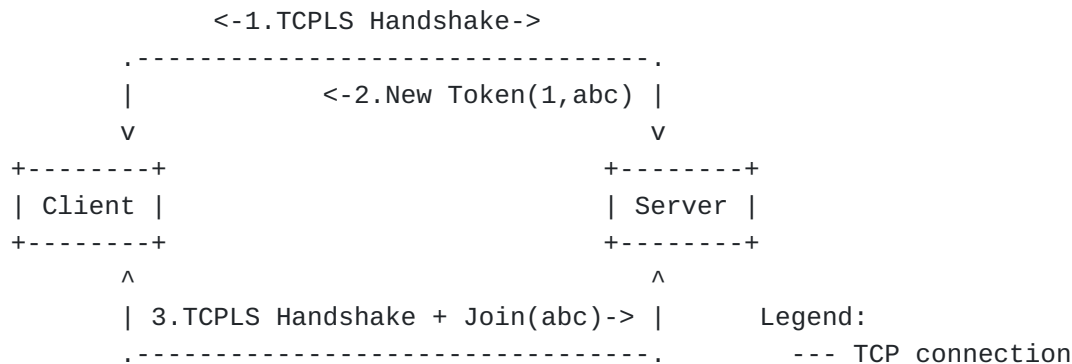 <-1.TCPLS Handshake->
.---------------------------------.
| <-2.New Token(1,abc) |
v v
+--------+ +--------+
| Client | | Server |
+--------+ +--------+
^ ^
| 3.TCPLS Handshake + Join(abc)-> | Legend:
.---------------------------------. --- TCP connection